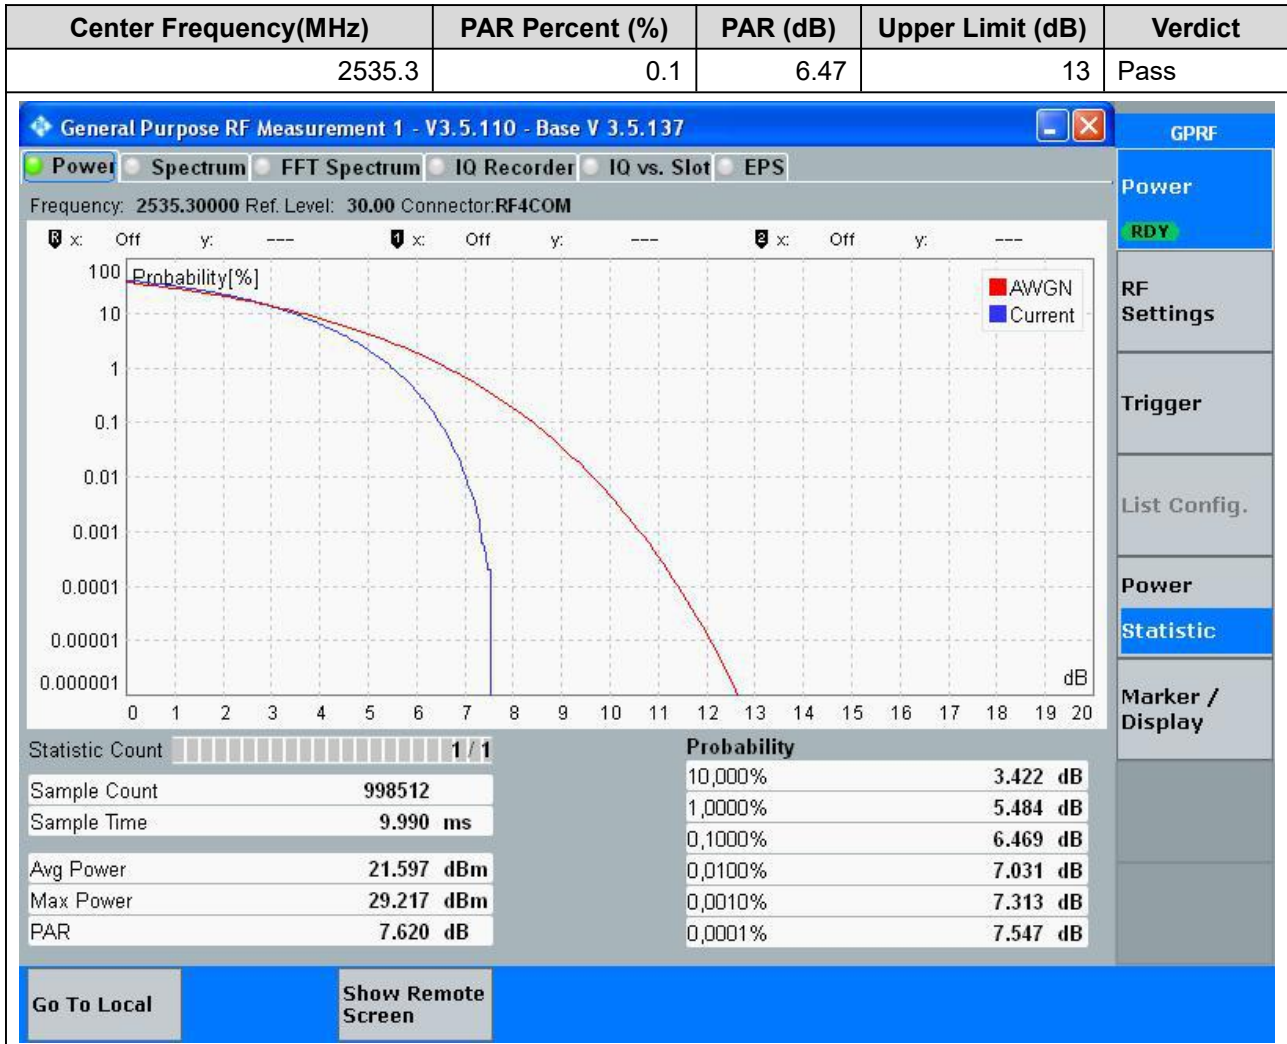 Center Frequency(MHz) PAR Percent (%) PAR (dB) Upper Limit (dB) Verdict
2535.3 0.1 6.47 13 Pass
General Purpose RF Measurement 1 - V3.5.110 - Base V 3.5.137
GPRF
Power Spectrum FFT Spectrum IQ Recorder IQ vs. Slot EPS
Power
RDY
Frequency: 2535.30000 Ref. Level: 30.00 Connector:RF4COM
R x: Off y: --- 1 x: Off y: --- 2 x: Off y: ---
Probability[%]
100
10
1
0.1
0.01
0.001
0.0001
0.00001
0.000001
AWGN
Current
dB
0 1 2 3 4 5 6 7 8 9 10 11 12 13 14 15 16 17 18 19 20
RF
Settings
Trigger
List Config.
Power
Statistic
Marker /
Display
Statistic Count 1 / 1
Sample Count 998512
Sample Time 9.990 ms
Avg Power 21.597 dBm
Max Power 29.217 dBm
PAR 7.620 dB
Probability
10,000% 3.422 dB
1,0000% 5.484 dB
0,1000% 6.469 dB
0,0100% 7.031 dB
0,0010% 7.313 dB
0,0001% 7.547 dB
Go To Local
Show Remote
Screen